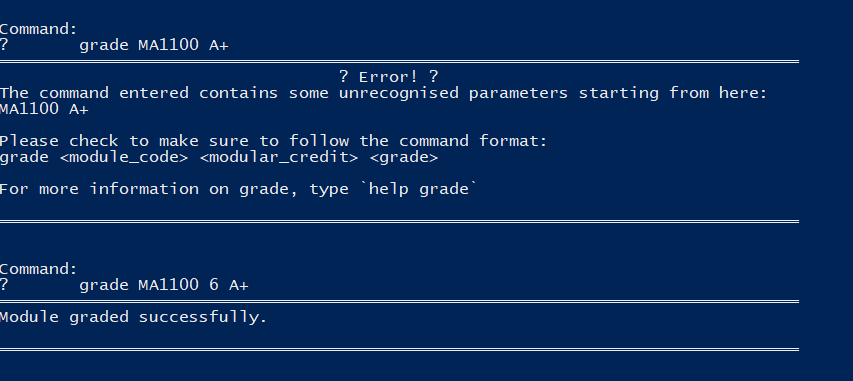 Command:
? grade MA1100 A+
? Error! ?
The command entered contains some unrecognised parameters starting from here:
MA1100 A+
Please check to make sure to follow the command format:
grade <module_code> <modular_credit> <grade>
For more information on grade, type `help grade`
Command:
? grade MA1100 6 A+
Module graded successfully.